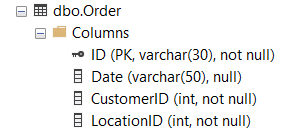 dbo.Order
Columns
ID (PK, varchar(30), not null)
Date (varchar(50), null)
CustomerID (int, not null)
LocationID (int, not null)